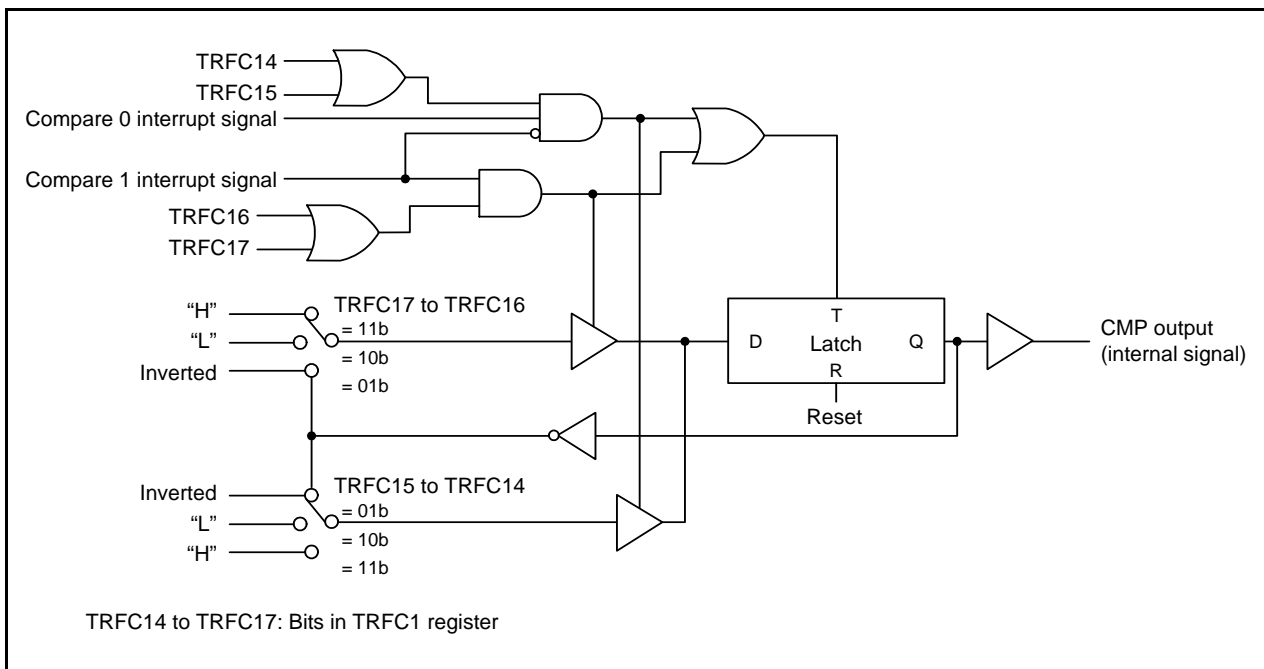 TRFC14
TRFC15
Compare 0 interrupt signal
Compare 1 interrupt signal
TRFC16
TRFC17
“H”
“L”
Inverted
TRFC17 to TRFC16
= 11b
= 10b
= 01b
T
D
Latch
Q
R
Reset
CMP output
(internal signal)
Inverted
“L”
“H”
TRFC15 to TRFC14
= 01b
= 10b
= 11b
TRFC14 to TRFC17: Bits in TRFC1 register